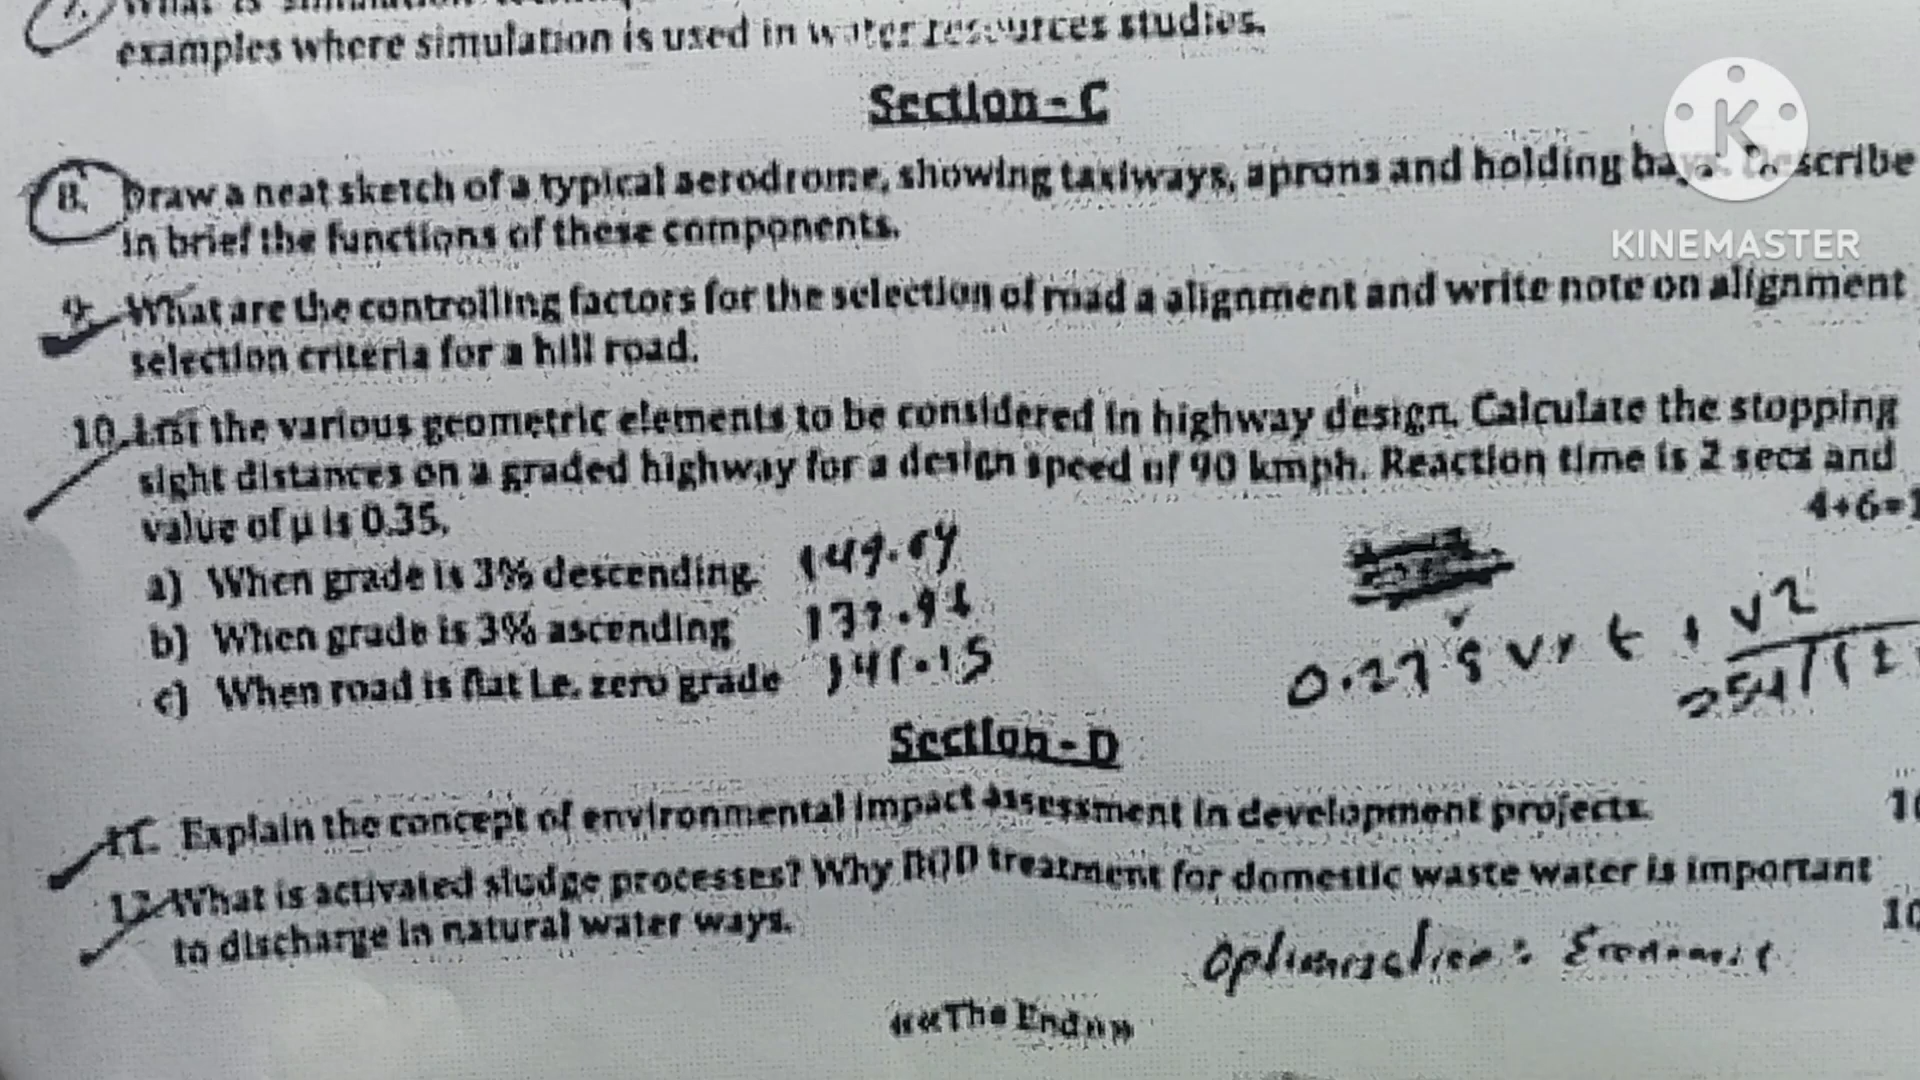 examples where simulation is used in water resources studies.
Section - C
8. Draw a neat sketch of a typical aerodrome, showing taxiways, aprons and holding bays. Describe
in brief the functions of these components.
KINEMASTER
9. What are the controlling factors for the selection of road a alignment and write note on alignment
selection criteria for a hill road.
10. List the various geometric elements to be considered in highway design. Calculate the stopping
sight distances on a graded highway for a design speed of 90 kmph. Reaction time is 2 secs and
value of μ is 0.35.
4+6=1
a) When grade is 3% descending.
b) When grade is 3% ascending
c) When road is flat i.e. zero grade 141.15
0.278 v
Section - D
11. Explain the concept of environmental impact assessment in development projects.
12. What is activated sludge processes? Why BOD treatment for domestic waste water is important 10
to discharge in natural water ways.
««The End»»